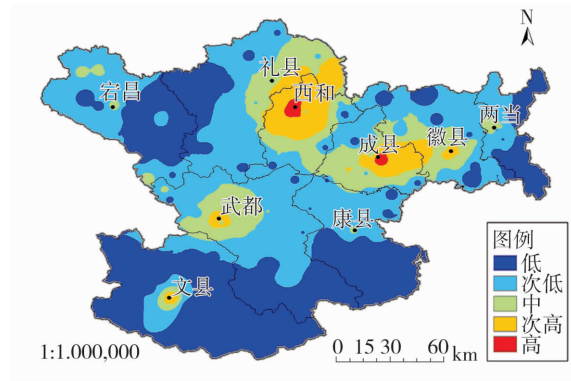 N
礼县
宕昌
西和
两当
成县
徽县
武都
康县
文县
图例
低
次低
中
次高
高
1:1.000,000
0 15 30 60 km